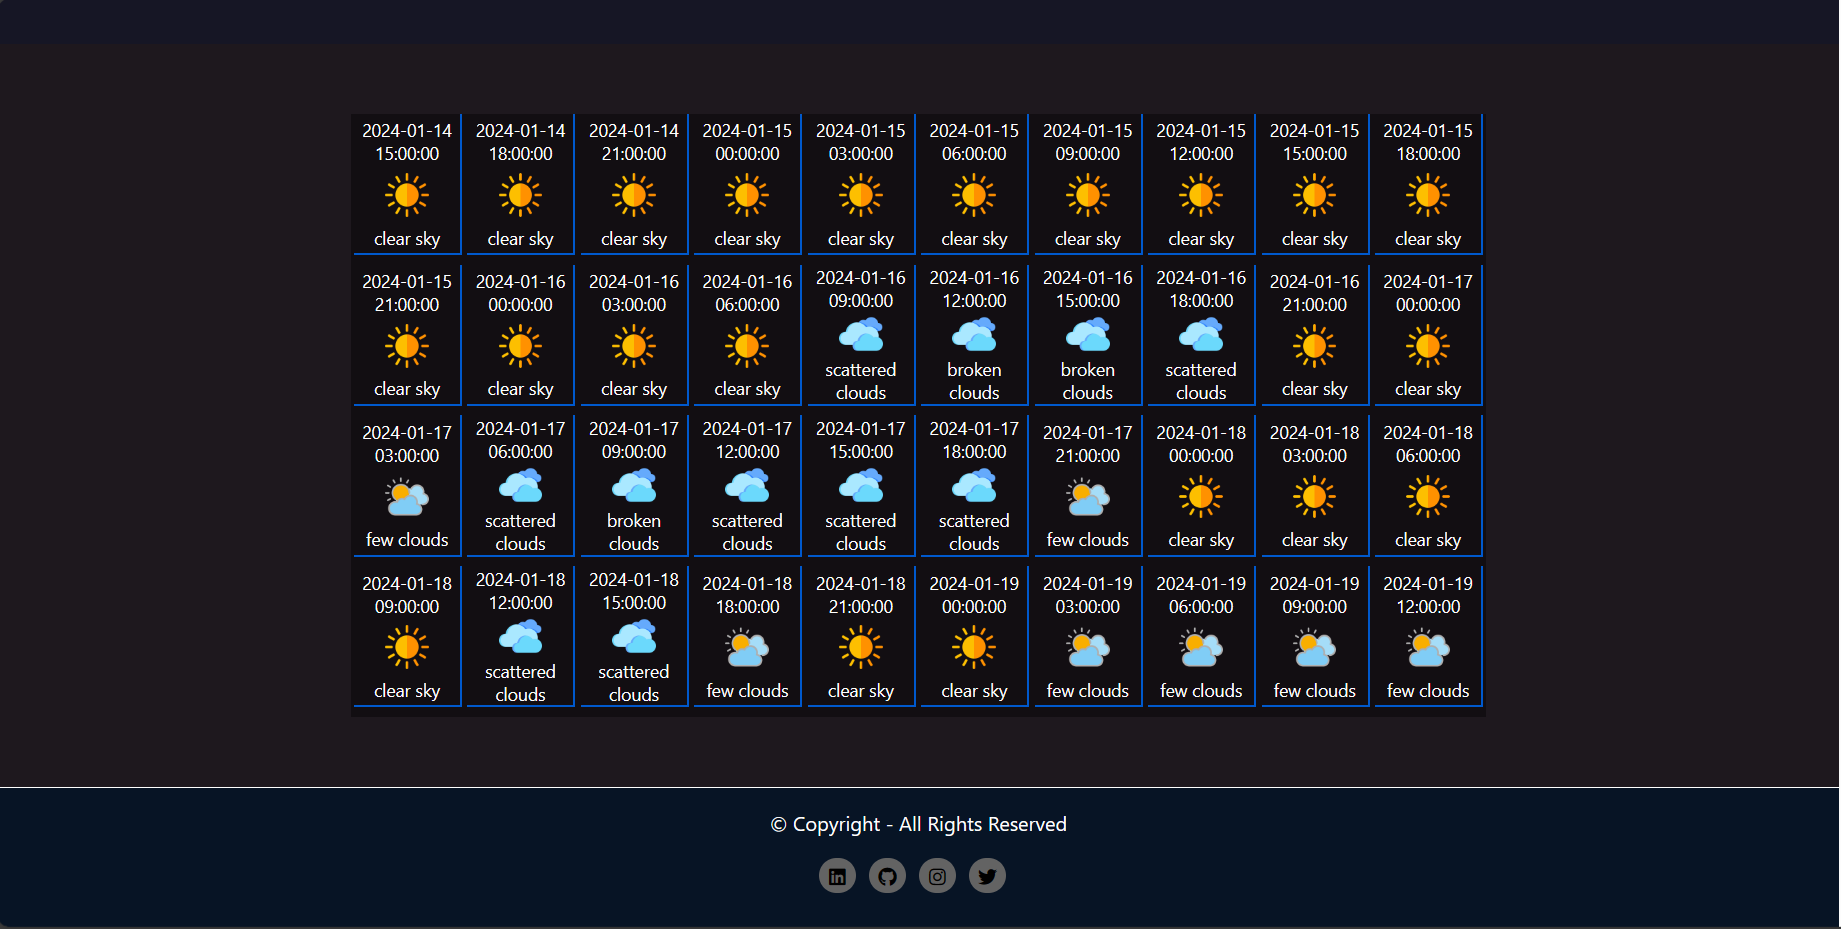 2024-01-14
15:00:00
clear sky
2024-01-14
18:00:00
clear sky
2024-01-14
21:00:00
clear sky
2024-01-15
00:00:00
clear sky
2024-01-15
03:00:00
clear sky
2024-01-15
06:00:00
clear sky
2024-01-15
09:00:00
clear sky
2024-01-15
12:00:00
clear sky
2024-01-15
15:00:00
clear sky
2024-01-15
18:00:00
clear sky
2024-01-15
21:00:00
clear sky
2024-01-16
00:00:00
clear sky
2024-01-16
03:00:00
clear sky
2024-01-16
06:00:00
clear sky
2024-01-16
09:00:00
scattered
clouds
2024-01-16
12:00:00
broken
clouds
2024-01-16
15:00:00
broken
clouds
2024-01-16
18:00:00
scattered
clouds
2024-01-16
21:00:00
clear sky
2024-01-17
00:00:00
clear sky
2024-01-17
03:00:00
few clouds
2024-01-17
06:00:00
scattered
clouds
2024-01-17
09:00:00
broken
clouds
2024-01-17
12:00:00
scattered
clouds
2024-01-17
15:00:00
scattered
clouds
2024-01-17
18:00:00
scattered
clouds
2024-01-17
21:00:00
few clouds
2024-01-18
00:00:00
clear sky
2024-01-18
03:00:00
clear sky
2024-01-18
06:00:00
clear sky
2024-01-18
09:00:00
clear sky
2024-01-18
12:00:00
scattered
clouds
2024-01-18
15:00:00
scattered
clouds
2024-01-18
18:00:00
few clouds
2024-01-18
21:00:00
clear sky
2024-01-19
00:00:00
clear sky
2024-01-19
03:00:00
few clouds
2024-01-19
06:00:00
few clouds
2024-01-19
09:00:00
few clouds
2024-01-19
12:00:00
few clouds
© Copyright - All Rights Reserved